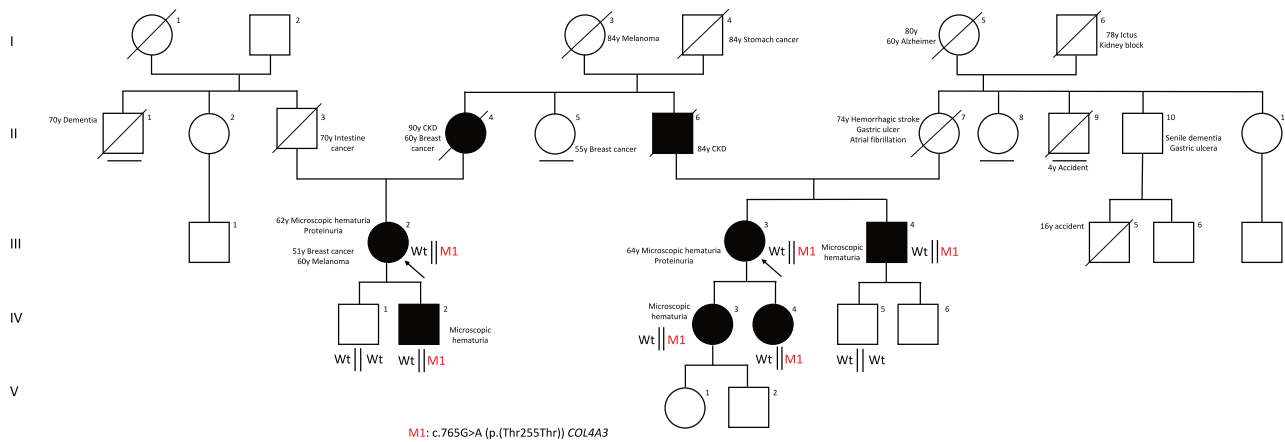 I
1
2
3
84y Melanoma
4
84y Stomach cancer
80y
60y Alzheimer
5
6
78y Ictus
Kidney block
II
70y Dementia
1
2
3
70y Intestine
cancer
90y CKD
60y Breast
cancer
4
5
55y Breast cancer
6
84y CKD
74y Hemorrhagic stroke
Gastric ulcer
Atrial fibrillation
7
8
9
4y Accident
10
Senile dementia
Gastric ulcera
1
III
1
62y Microscopic hematuria
Proteinuria
51y Breast cancer
60y Melanoma
2
Wt M1
64y Microscopic hematuria
Proteinuria
3
Wt M1
Microscopic
hematuria
4
Wt M1
16y accident
5
6
IV
1
Wt Wt
2
Microscopic
hematuria
Wt M1
Microscopic
hematuria
3
Wt M1
4
Wt M1
5
Wt Wt
6
V
1
2
M1: c.765G>A (p.(Thr255Thr)) COL4A3